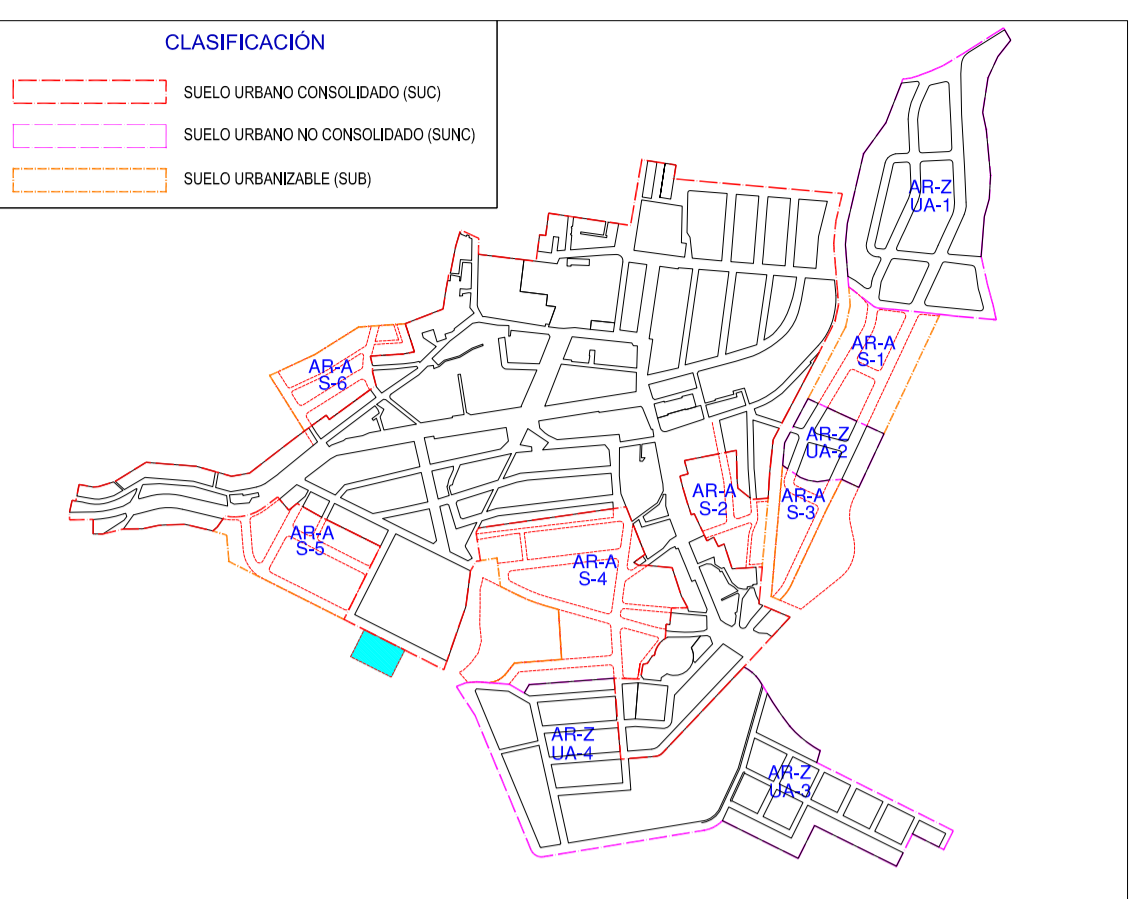 CLASIFICACIÓN
SUELO URBANO CONSOLIDADO (SUC)
SUELO URBANO NO CONSOLIDADO (SUNC)
SUELO URBANIZABLE (SUB)
AR-Z
UA-1
AR-A
S-1
AR-A
S-6
AR-Z
UA-2
AR-A
S-2
AR-A
S-3
AR-A
S-5
AR-A
S-4
AR-Z
UA-4
AR-Z
UA-3